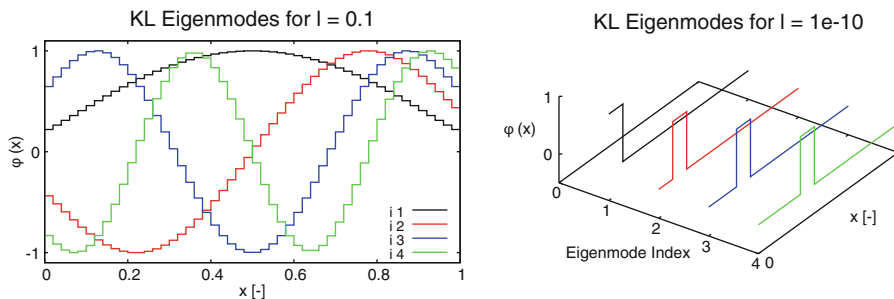 KL Eigenmodes for l = 0.1
1
0
-1
φ (x)
i 1
i 2
i 3
i 4
0
0.2
0.4
0.6
0.8
1
x [-]
KL Eigenmodes for l = 1e-10
1
0
φ (x)
0
1
2
3
4
0
Eigenmode Index
x [-]